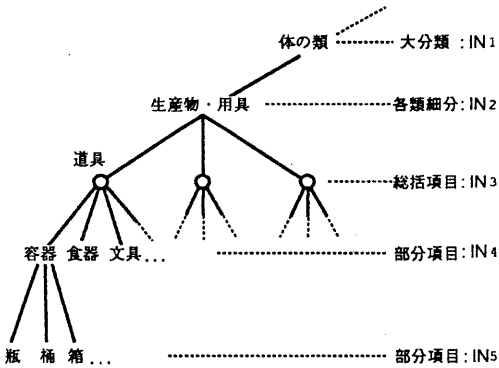 体の類 大分類:IN1
生産物・用具 各類細分:IN2
道具
総括項目:IN3
容器 食器 文具... 部分項目:IN4
瓶 桶 箱... 部分項目:IN5